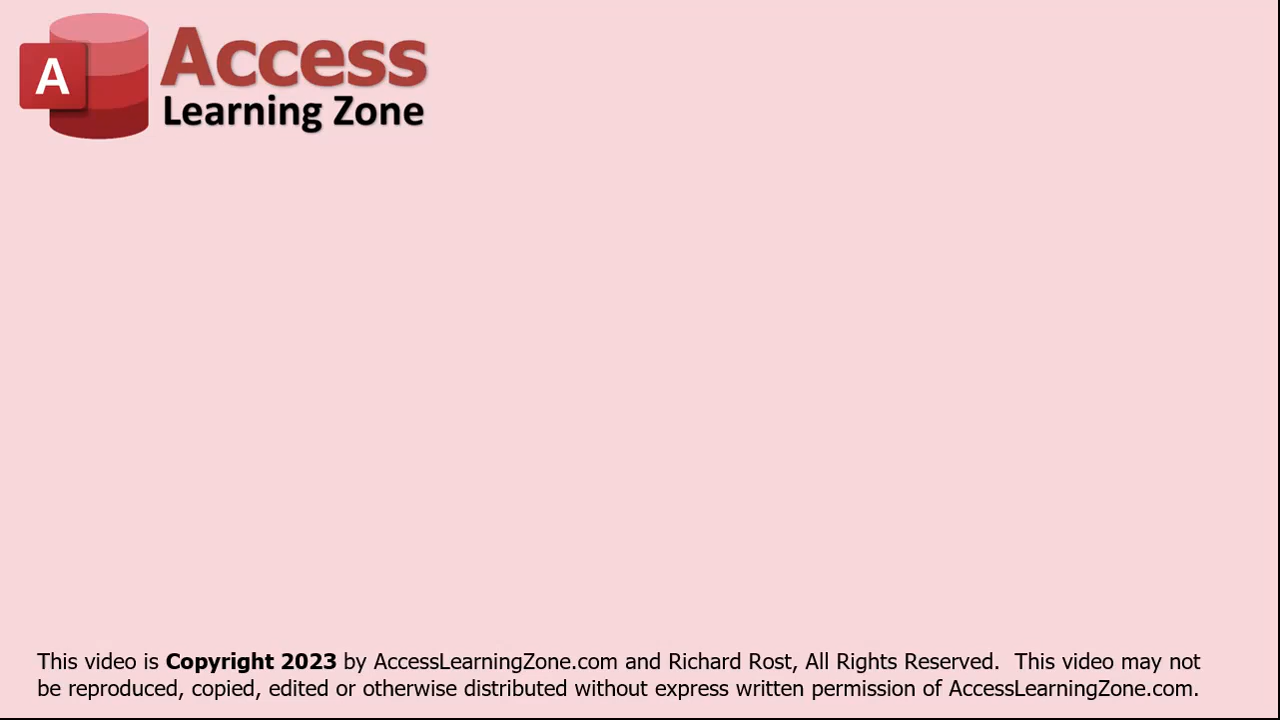 A
Access
Learning Zone
This video is Copyright 2023 by AccessLearningZone.com and Richard Rost, All Rights Reserved.  This video may not
be reproduced, copied, edited or otherwise distributed without express written permission of AccessLearningZone.com.